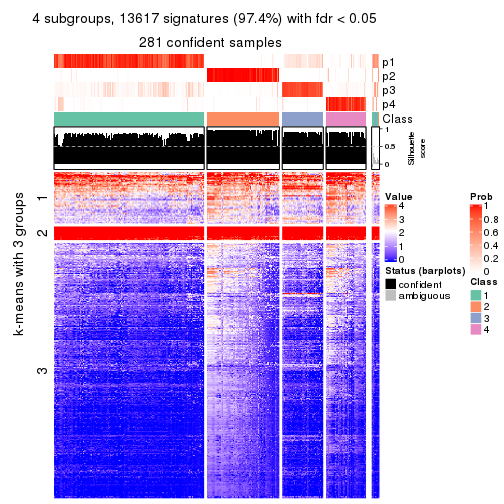 4 subgroups, 13617 signatures (97.4%) with fdr < 0.05
281 confident samples
p1
p2
p3
p4
Class
1
0.5
0
Silhouette
score
k-means with 3 groups
1
2
3
Value
4
3
2
1
0
Status (barplots)
confident
ambiguous
Prob
1
0.8
0.6
0.4
0.2
0
Class
1
2
3
4